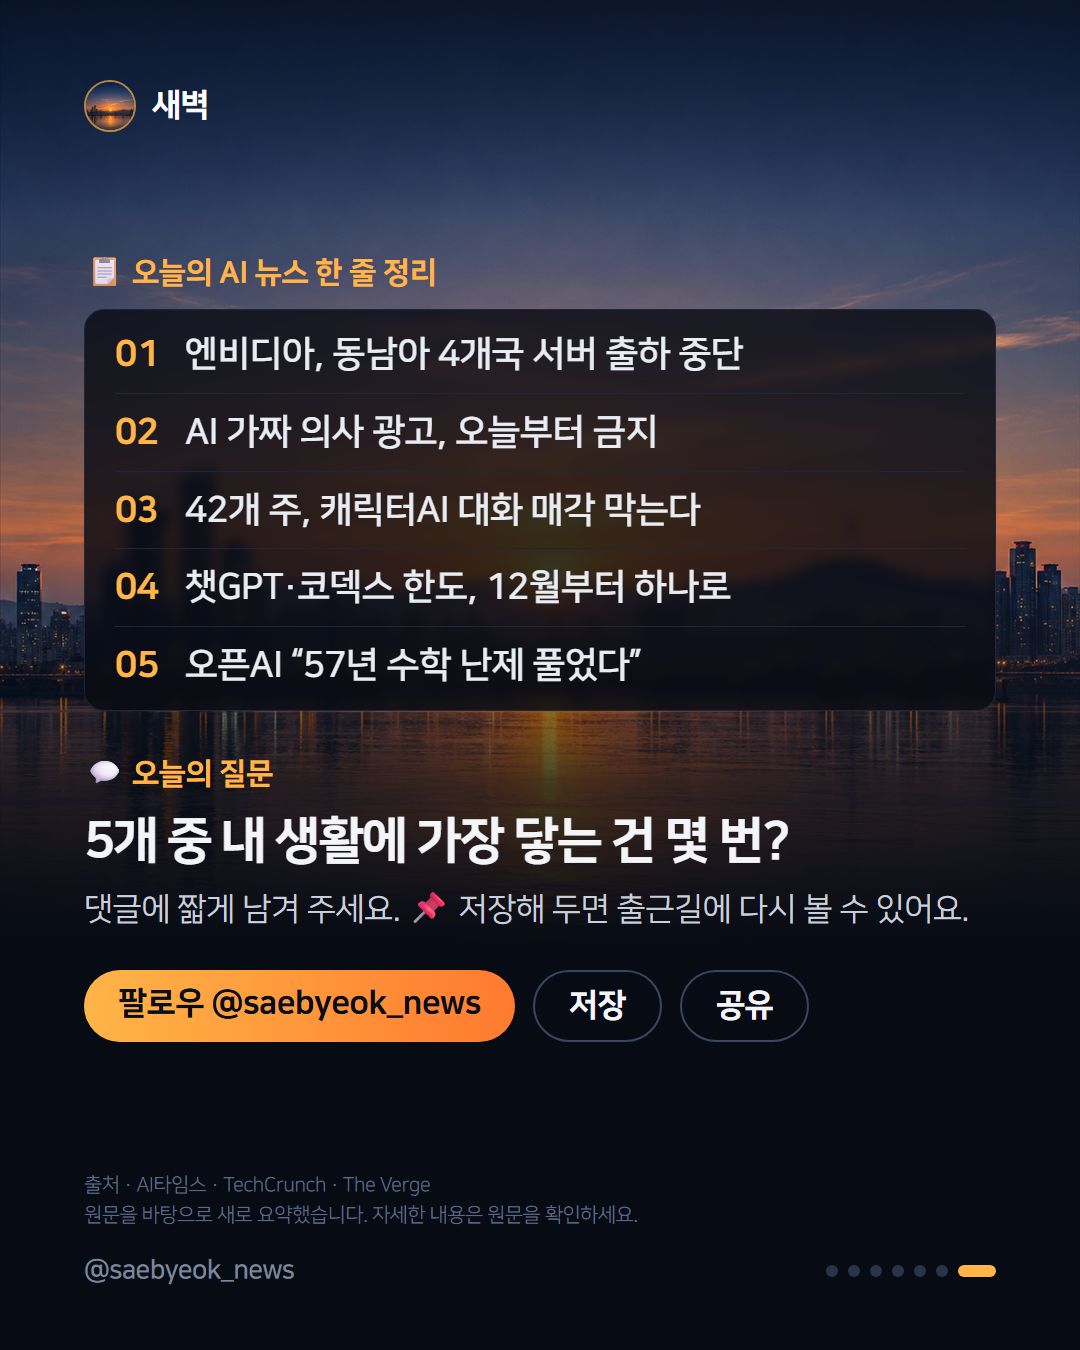 새벽
오늘의 AI 뉴스 한 줄 정리
01 엔비디아, 동남아 4개국 서버 출하 중단
02 AI 가짜 의사 광고, 오늘부터 금지
03 42개 주, 캐릭터AI 대화 매각 막는다
04 챗GPT·코덱스 한도, 12월부터 하나로
05 오픈AI “57년 수학 난제 풀었다”
오늘의 질문
5개 중 내 생활에 가장 닿는 건 몇 번?
댓글에 짧게 남겨 주세요. 📌 저장해 두면 출근길에 다시 볼 수 있어요.
팔로우 @saebyeok_news 저장 공유
출처 · AI타임스 · TechCrunch · The Verge
원문을 바탕으로 새로 요약했습니다. 자세한 내용은 원문을 확인하세요.
@saebyeok_news